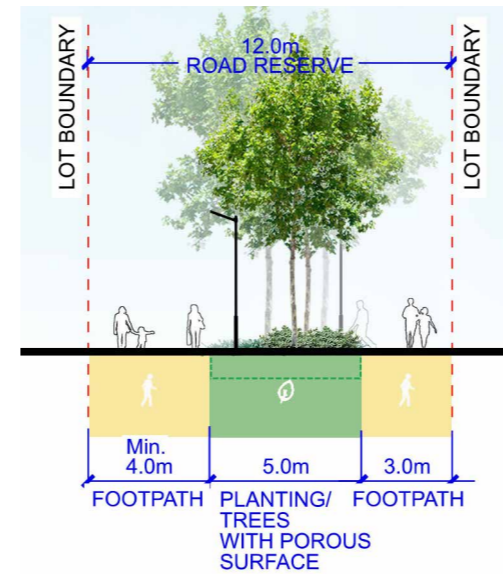 12.0m
ROAD RESERVE
LOT BOUNDARY
LOT BOUNDARY
Min.
4.0m
5.0m
3.0m
FOOTPATH
PLANTING/
TREES
WITH POROUS
SURFACE
FOOTPATH